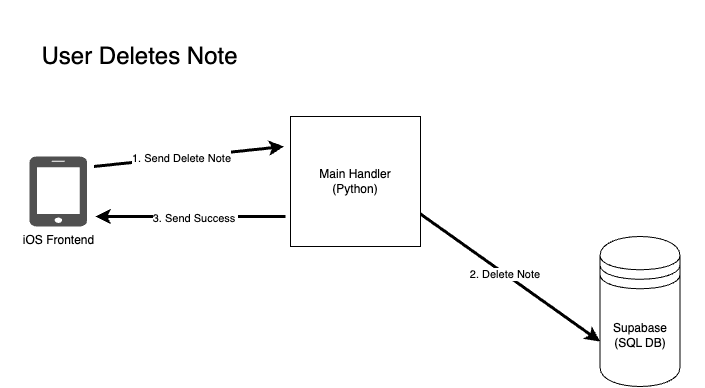 User Deletes Note
1. Send Delete Note
Main Handler
(Python)
3. Send Success
iOS Frontend
2. Delete Note
Supabase
(SQL DB)